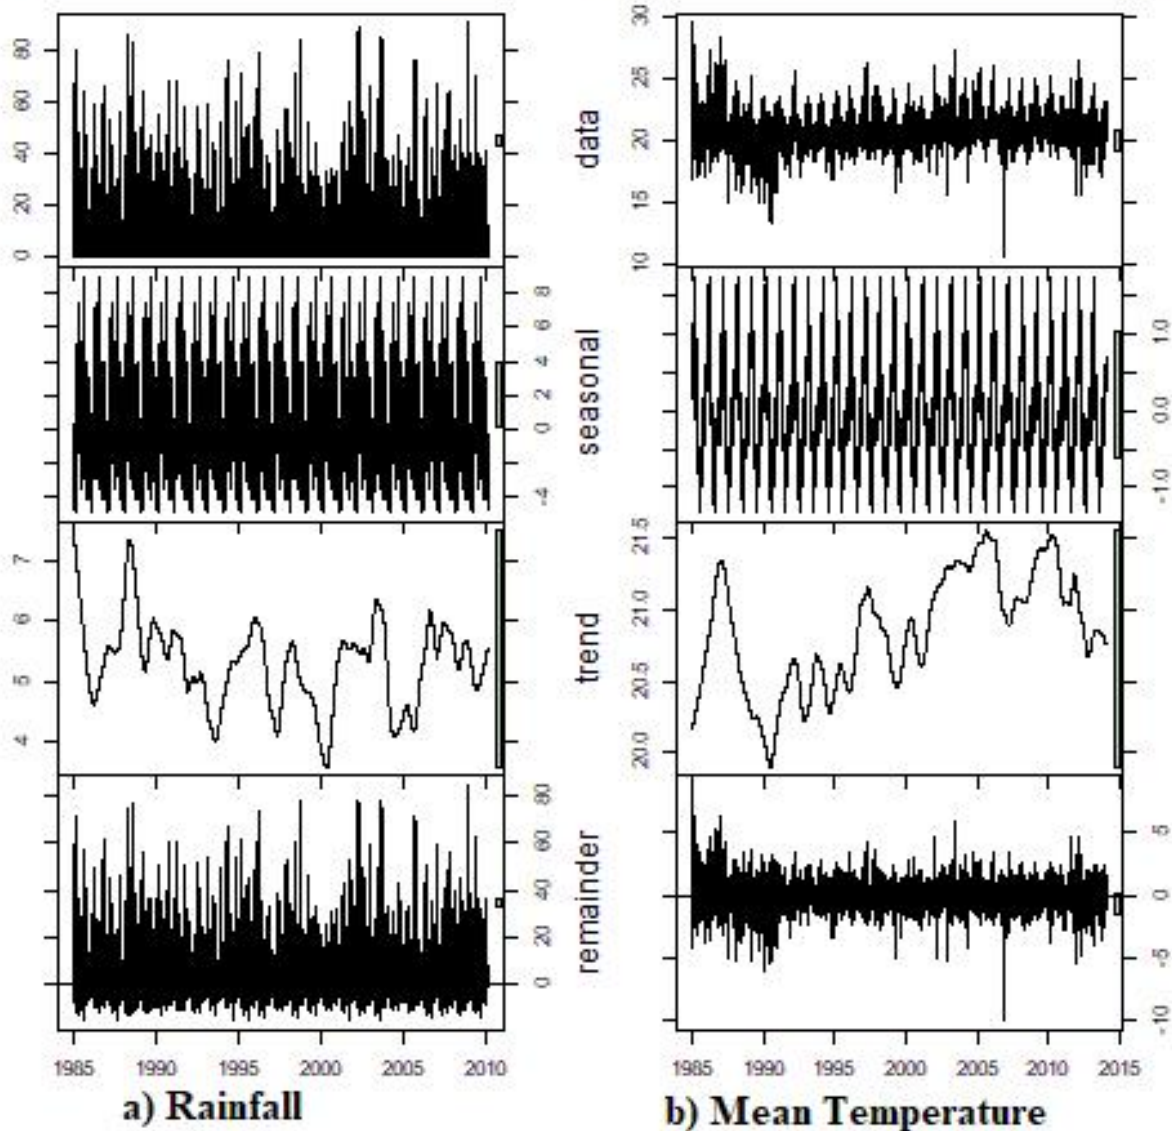 0 20 40 60 80
data
10 15 20 25 30
-4 0 2 4 6 8
seasonal
-1.0 0.0 1.0
4 5 6 7
trend
20.0 20.5 21.0 21.5
0 20 40 60 80
remainder
-10 -5 0 5
1985 1990 1995 2000 2005 2010
1985 1990 1995 2000 2005 2010 2015
a) Rainfall
b) Mean Temperature